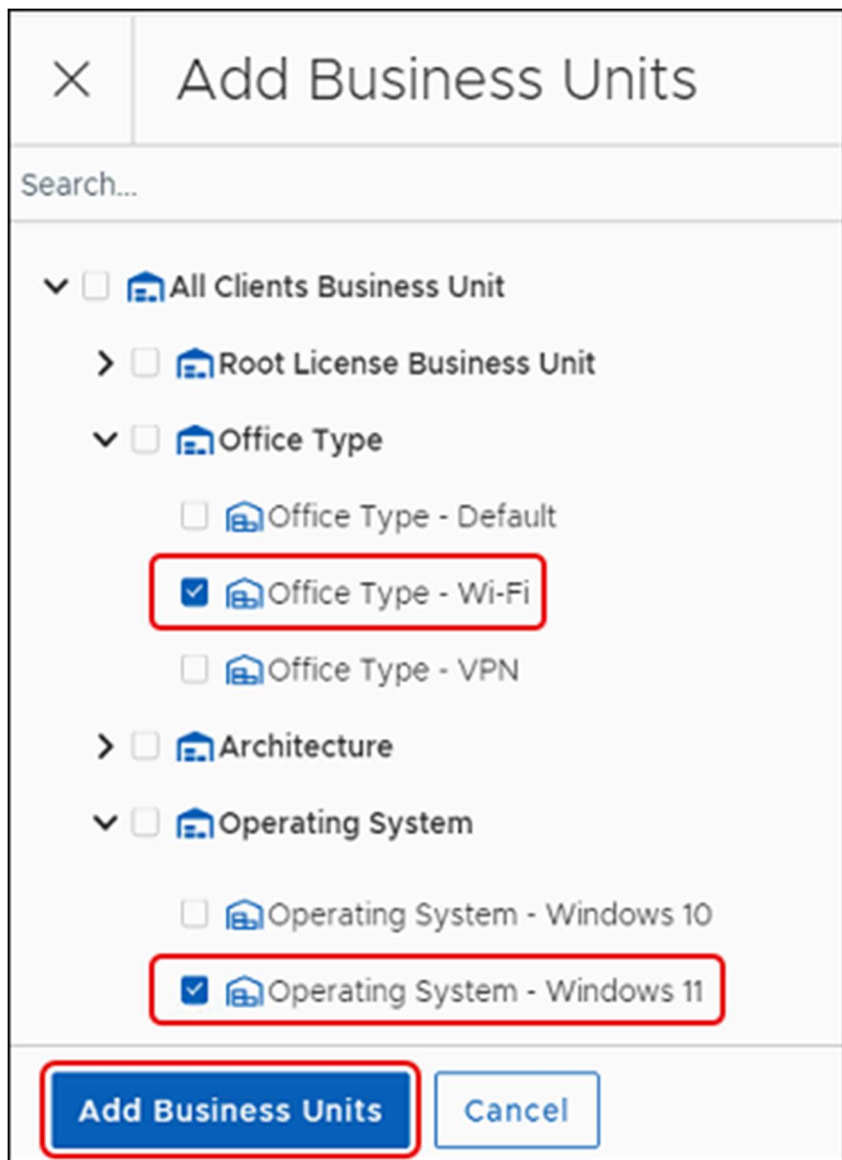 Add Business Units
Search...
All Clients Business Unit
Root License Business Unit
Office Type
Office Type - Default
Office Type - Wi-Fi
Office Type - VPN
Architecture
Operating System
Operating System - Windows 10
Operating System - Windows 11
Add Business Units
Cancel